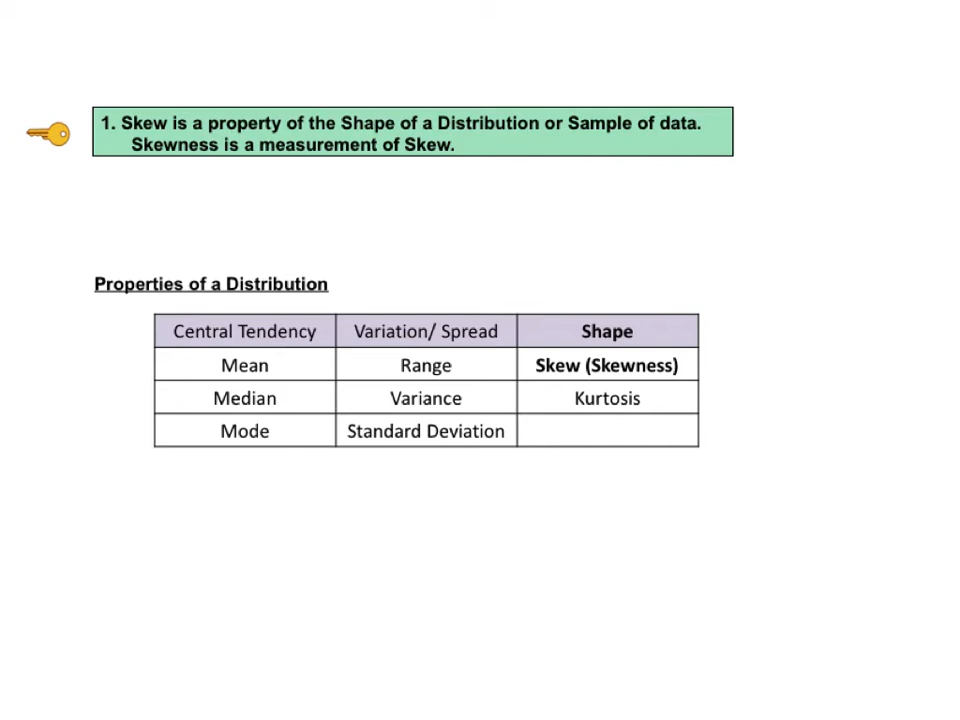 1. Skew is a property of the Shape of a Distribution or Sample of data.
Skewness is a measurement of Skew.
Properties of a Distribution
Central Tendency Variation/ Spread Shape
Mean Range Skew (Skewness)
Median Variance Kurtosis
Mode Standard Deviation